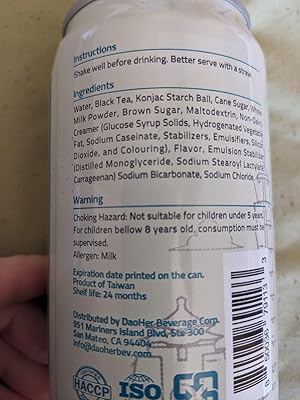 Instructions
Shake well before drinking. Better serve with a straw.
Ingredients
Water, Black Tea, Konjac Starch Ball, Cane Sugar, Whole
Milk Powder, Brown Sugar, Maltodextrin, Non-Dairy
Creamer (Glucose Syrup Solids, Hydrogenated Vegetable
Fat, Sodium Caseinate, Stabilizers, Emulsifiers, Silicon
Dioxide, and Colouring), Flavor, Emulsion Stabilizer
(Distilled Monoglyceride, Sodium Stearoyl Lactylate,
Carrageenan) Sodium Bicarbonate, Sodium Chloride
Warning
Choking Hazard: Not suitable for children under 5 years.
For children bellow 8 years old, consumption must be
supervised.
Allergen: Milk
Expiration date printed on the can.
Product of Taiwan
Shelf life: 24 months
Distributed by DaoHer Beverage Corp.
951 Mariners Island Blvd, Ste 300
San Mateo, CA 94404
info@daoherbev.com
HACCP
ISO